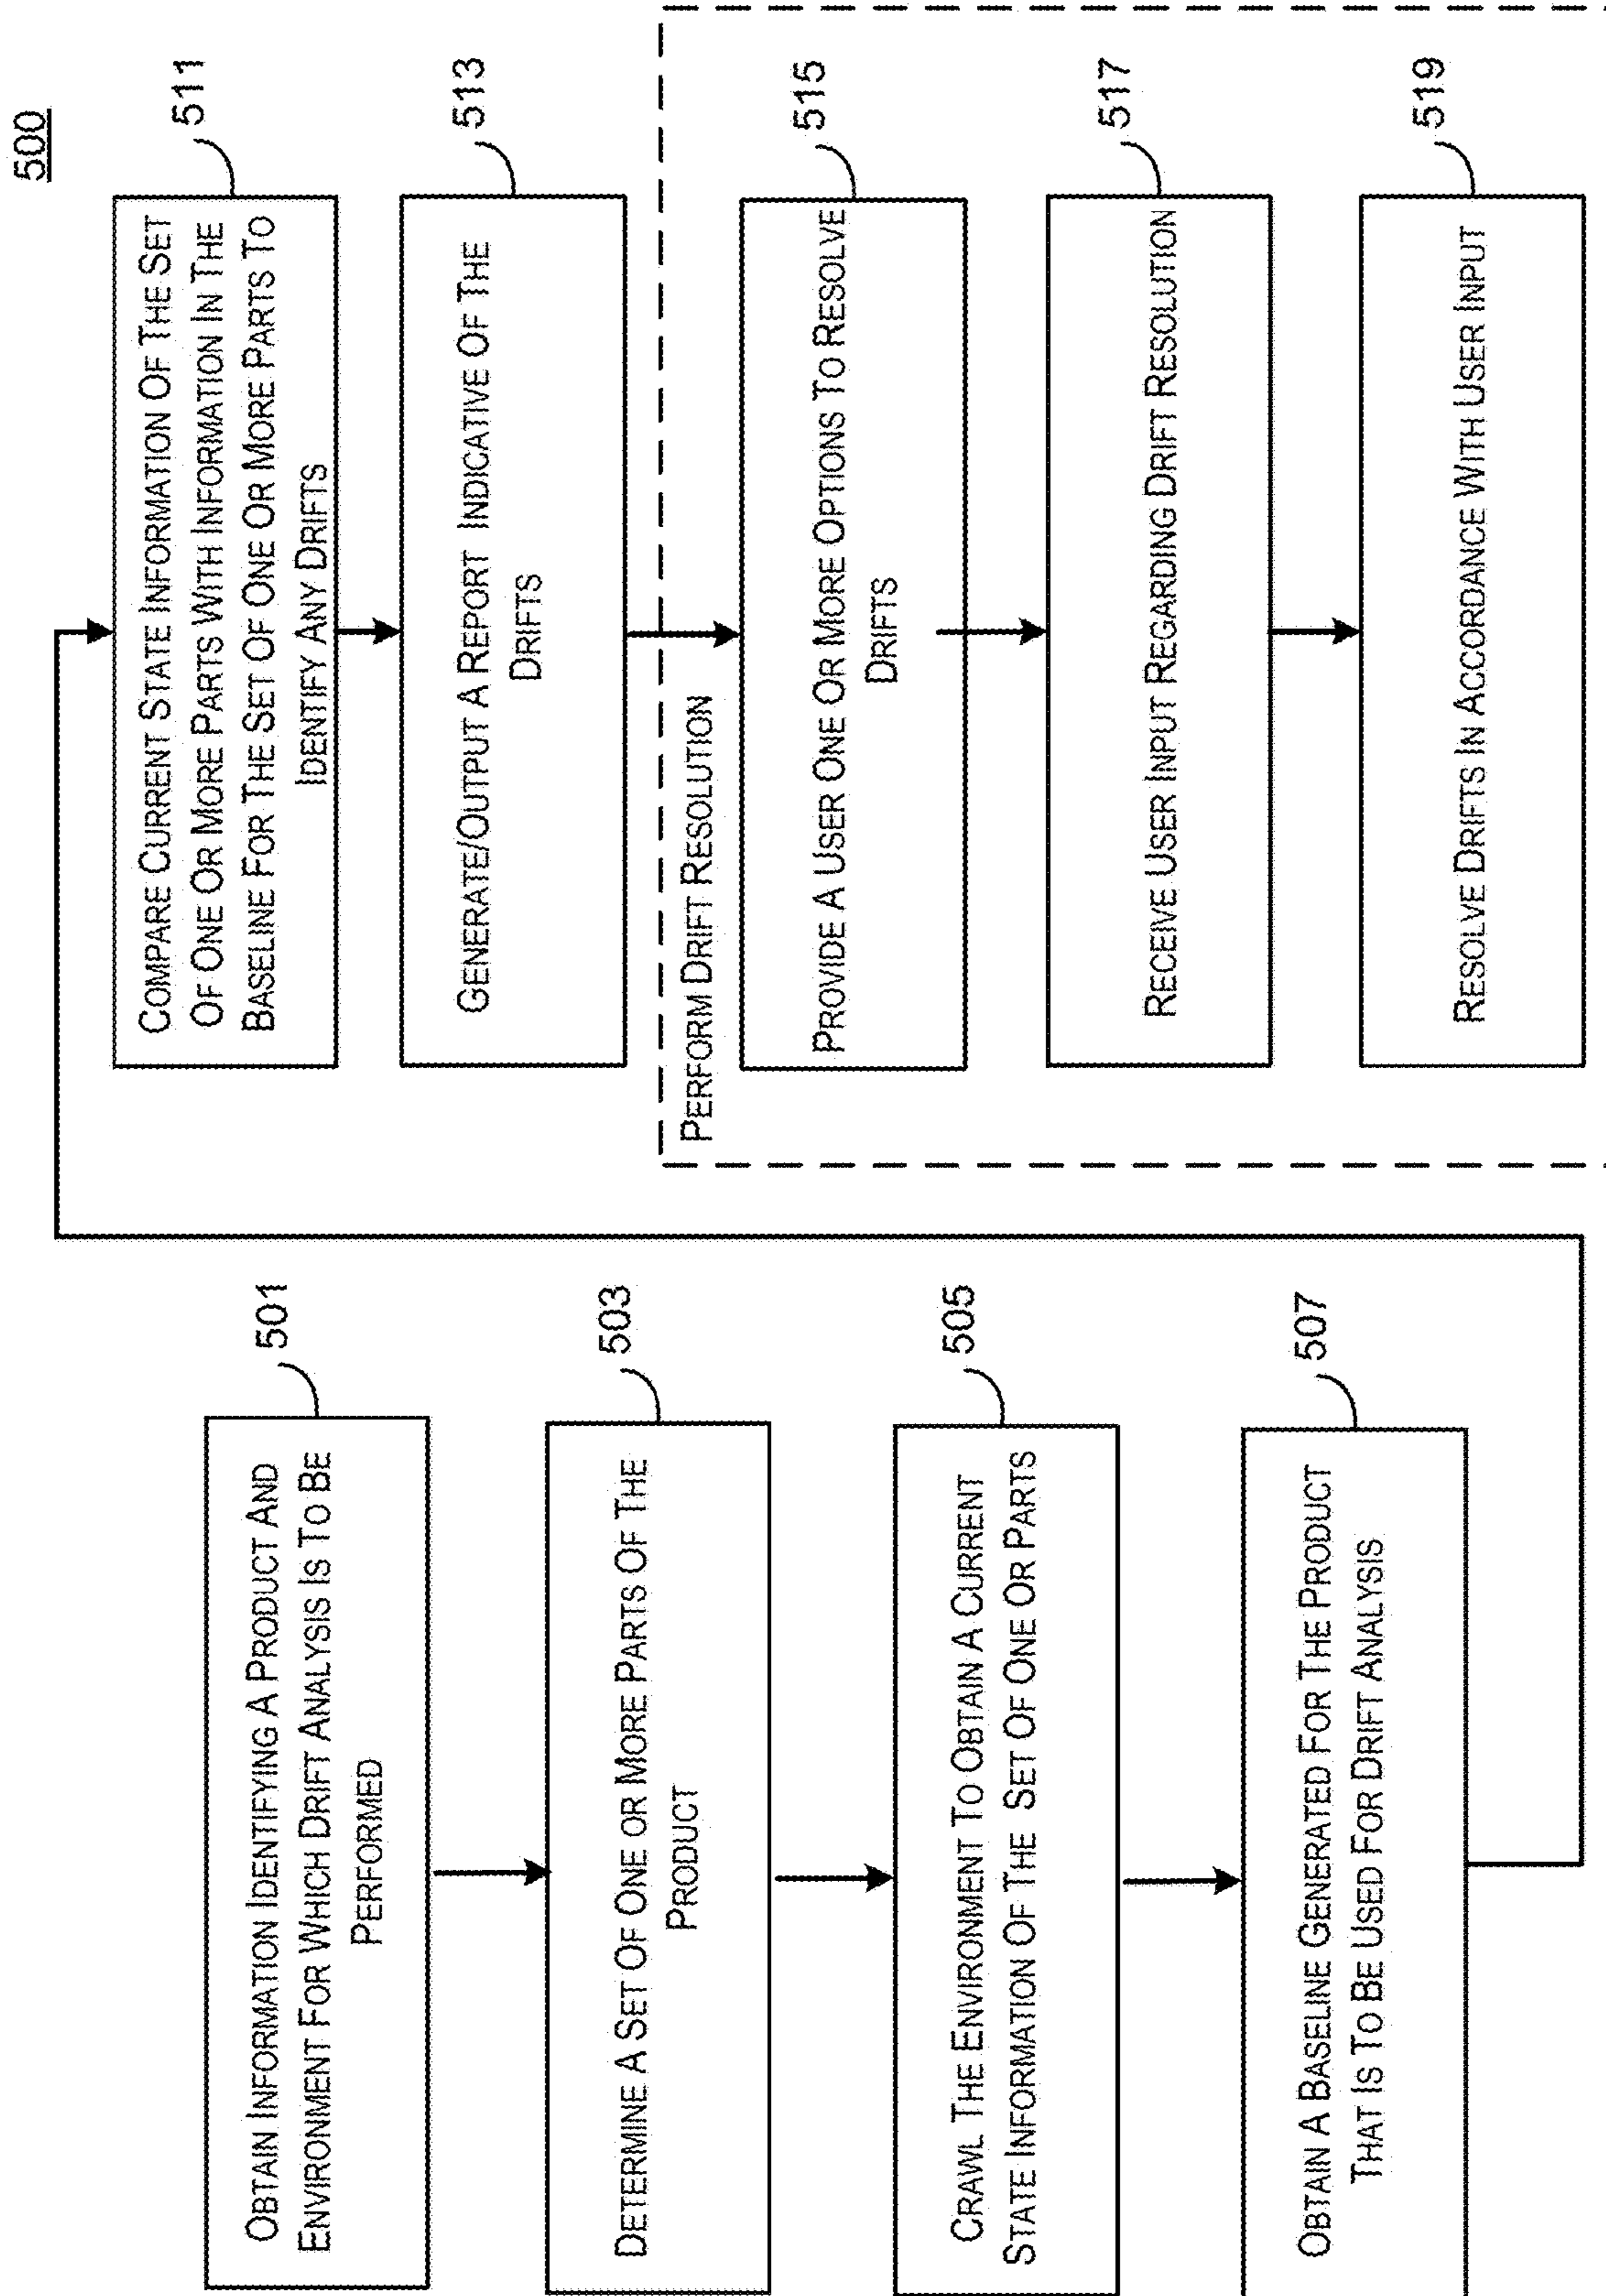 500
OBTAIN INFORMATION IDENTIFYING A PRODUCT AND
ENVIRONMENT FOR WHICH DRIFT ANALYSIS IS TO BE
PERFORMED
501
DETERMINE A SET OF ONE OR MORE PARTS OF THE
PRODUCT
503
CRAWL THE ENVIRONMENT TO OBTAIN A CURRENT
STATE INFORMATION OF THE SET OF ONE OR PARTS
505
OBTAIN A BASELINE GENERATED FOR THE PRODUCT
THAT IS TO BE USED FOR DRIFT ANALYSIS
507
COMPARE CURRENT STATE INFORMATION OF THE SET
OF ONE OR MORE PARTS WITH INFORMATION IN THE
BASELINE FOR THE SET OF ONE OR MORE PARTS TO
IDENTIFY ANY DRIFTS
511
GENERATE/OUTPUT A REPORT INDICATIVE OF THE
DRIFTS
513
PERFORM DRIFT RESOLUTION
PROVIDE A USER ONE OR MORE OPTIONS TO RESOLVE
DRIFTS
515
RECEIVE USER INPUT REGARDING DRIFT RESOLUTION
517
RESOLVE DRIFTS IN ACCORDANCE WITH USER INPUT
519